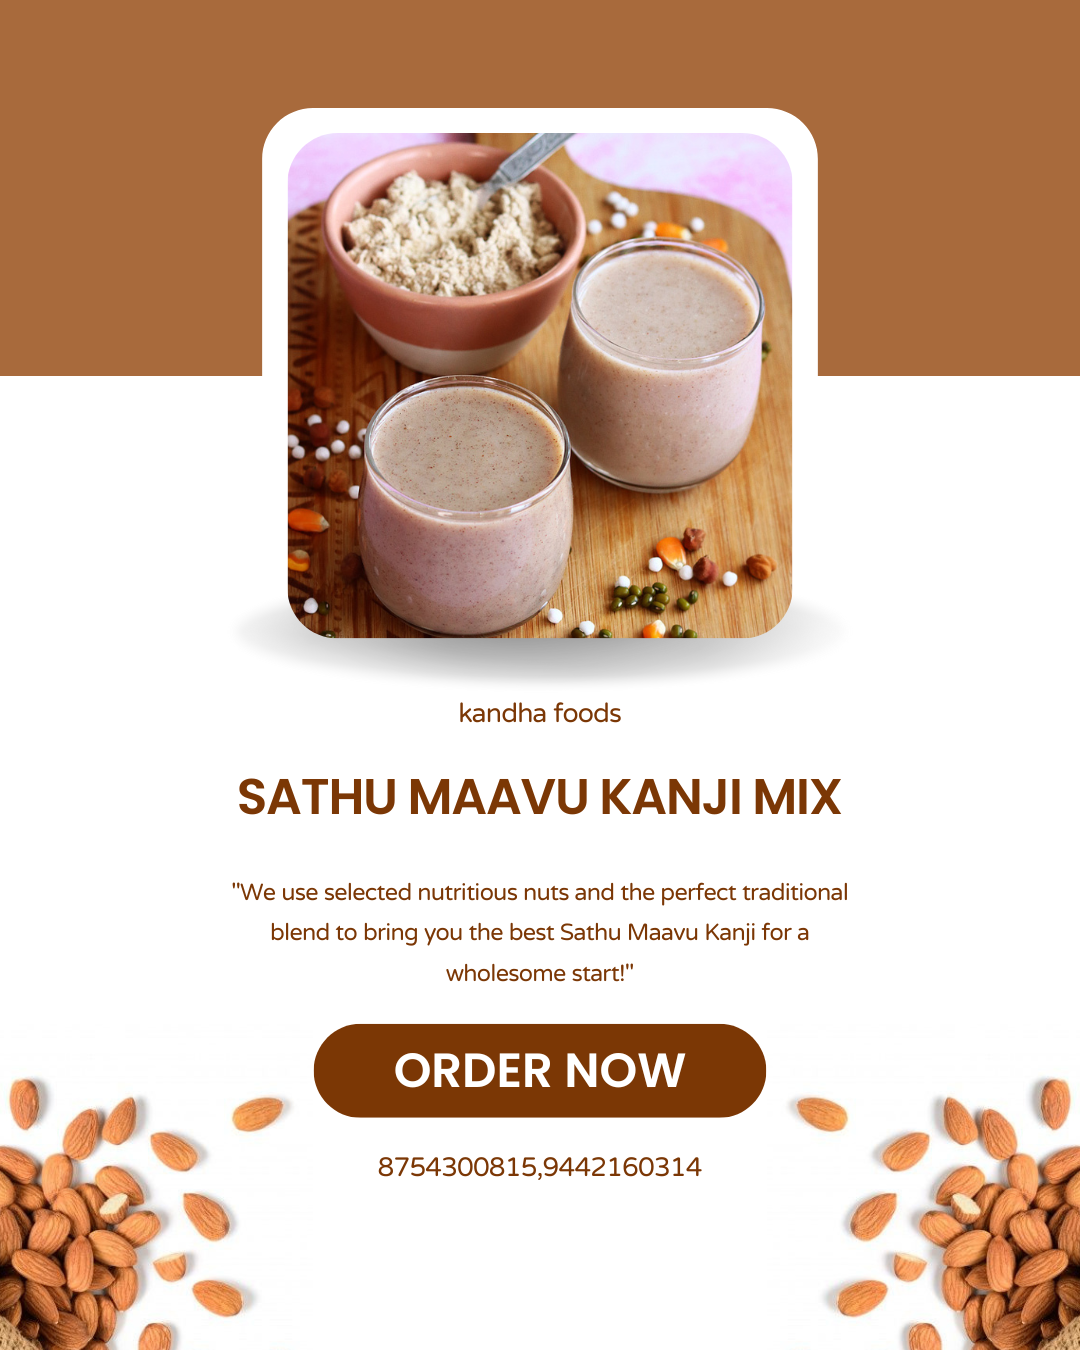 kandha foods
SATHU MAAVU KANJI MIX
"We use selected nutritious nuts and the perfect traditional
blend to bring you the best Sathu Maavu Kanji for a
wholesome start!"
ORDER NOW
8754300815,9442160314